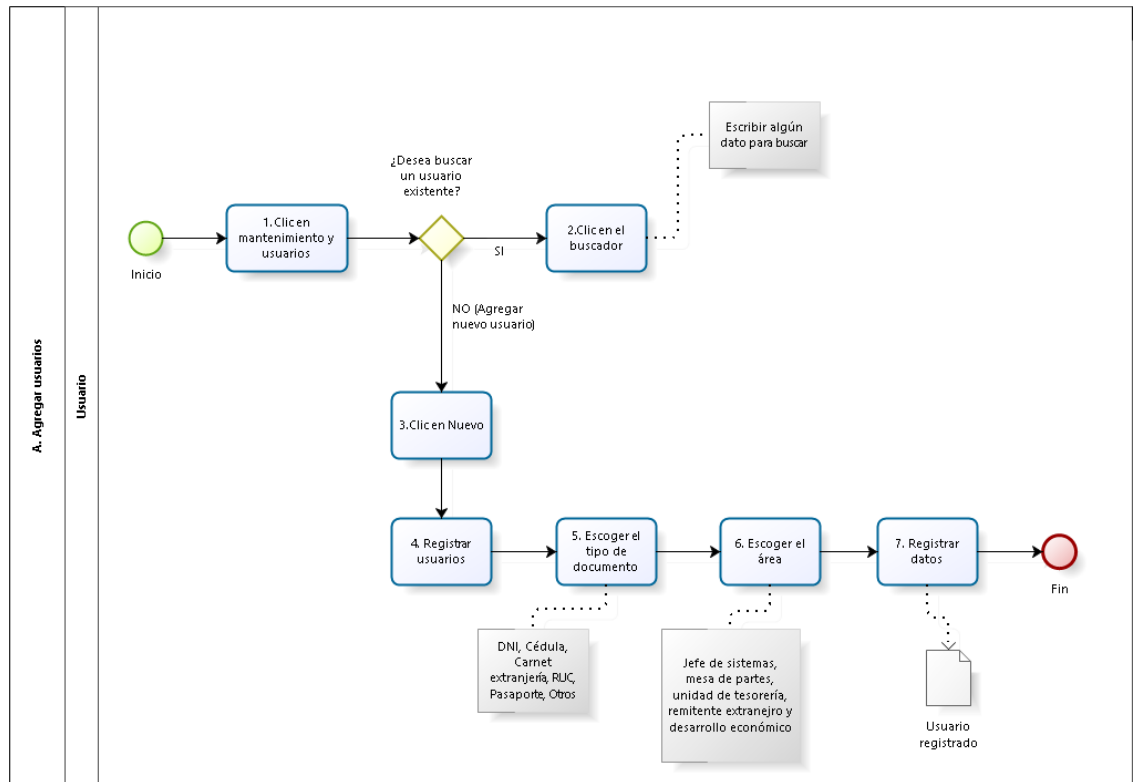 A. Agregar usuarios
Usuario
Escribir algún
dato para buscar
¿Desea buscar
un usuario
existente?
Inicio
1.Clic en
mantenimiento y
usuarios
SI
2.Clic en el
buscador
NO (Agregar
nuevo usuario)
3.Clic en Nuevo
4. Registrar
usuarios
5. Escoger el
tipo de
documento
6. Escoger el
área
7. Registrar
datos
Fin
DNI, Cédula,
Carnet
extranjería, RUC,
Pasaporte, Otros
Jefe de sistemas,
mesa de partes,
unidad de tesorería,
remitente extranejro y
desarrollo económico
Usuario
registrado